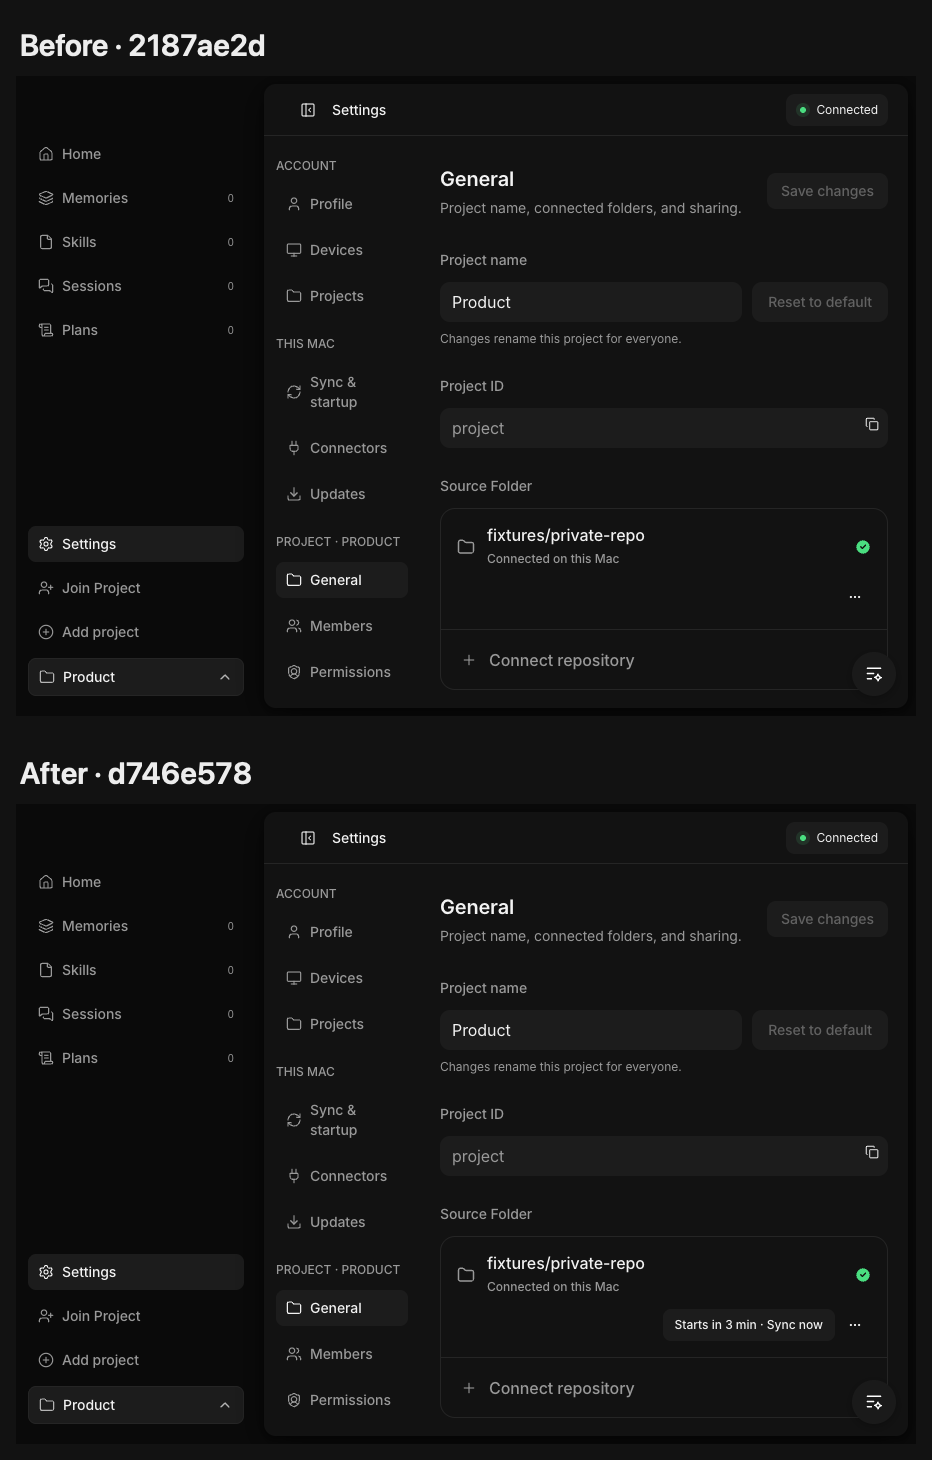 Before · 2187ae2d
Settings
Connected
Home
Memories 0
Skills 0
Sessions 0
Plans 0
Settings
Join Project
Add project
Product
ACCOUNT
Profile
Devices
Projects
THIS MAC
Sync &
startup
Connectors
Updates
PROJECT · PRODUCT
General
Members
Permissions
General
Project name, connected folders, and sharing.
Save changes
Project name
Product
Reset to default
Changes rename this project for everyone.
Project ID
project
Source Folder
fixtures/private-repo
Connected on this Mac
Connect repository
After · d746e578
Settings
Connected
Home
Memories 0
Skills 0
Sessions 0
Plans 0
Settings
Join Project
Add project
Product
ACCOUNT
Profile
Devices
Projects
THIS MAC
Sync &
startup
Connectors
Updates
PROJECT · PRODUCT
General
Members
Permissions
General
Project name, connected folders, and sharing.
Save changes
Project name
Product
Reset to default
Changes rename this project for everyone.
Project ID
project
Source Folder
fixtures/private-repo
Connected on this Mac
Starts in 3 min · Sync now
Connect repository